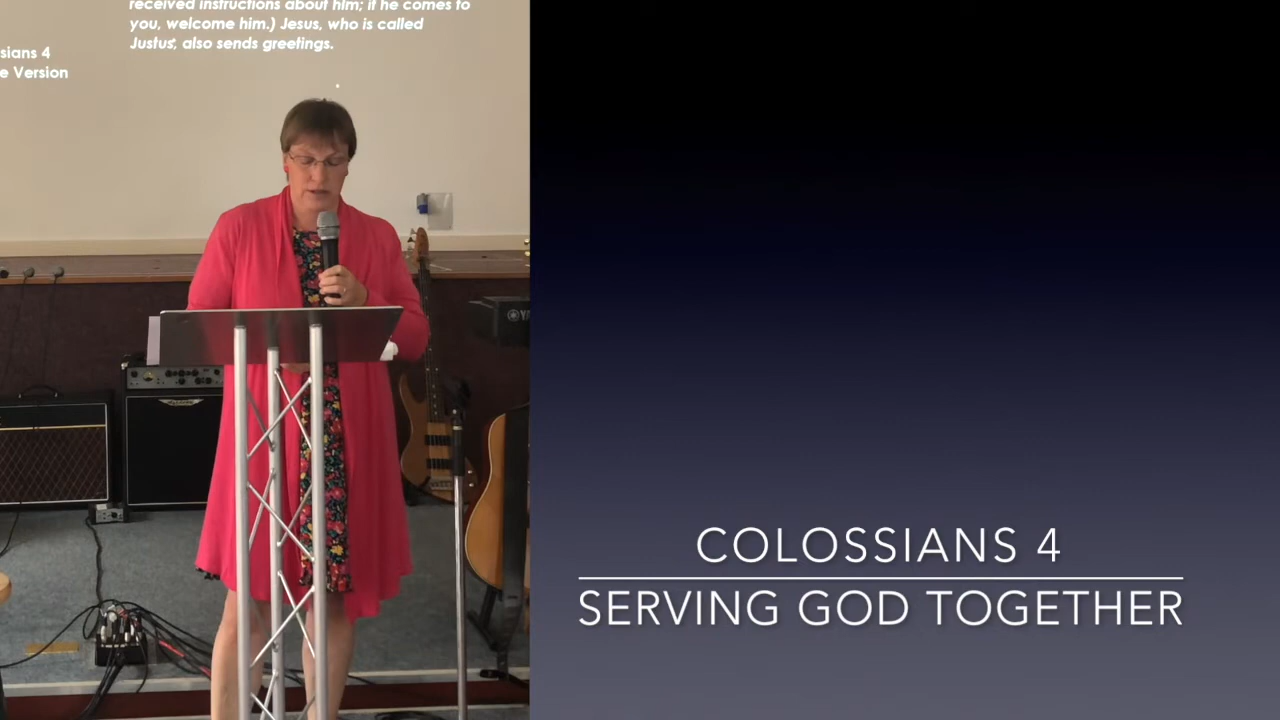 received instructions about him; if he comes to
you, welcome him.) Jesus, who is called
Justus, also sends greetings.
sians 4
e Version
COLOSSIANS 4
SERVING GOD TOGETHER